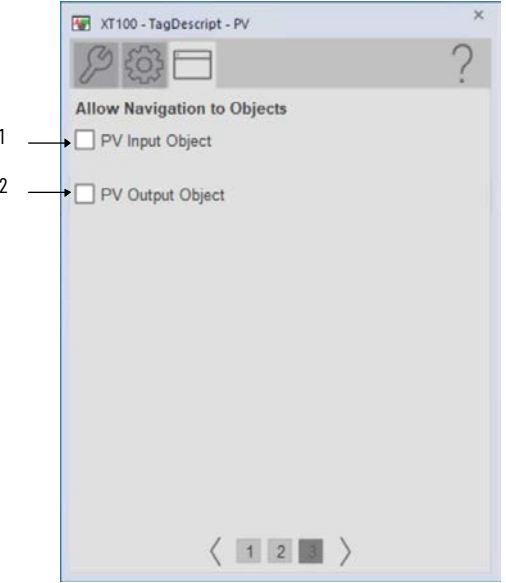 XT100 - TagDescript - PV
×
?
Allow Navigation to Objects
1
PV Input Object
2
PV Output Object
〈 1 2 3 〉